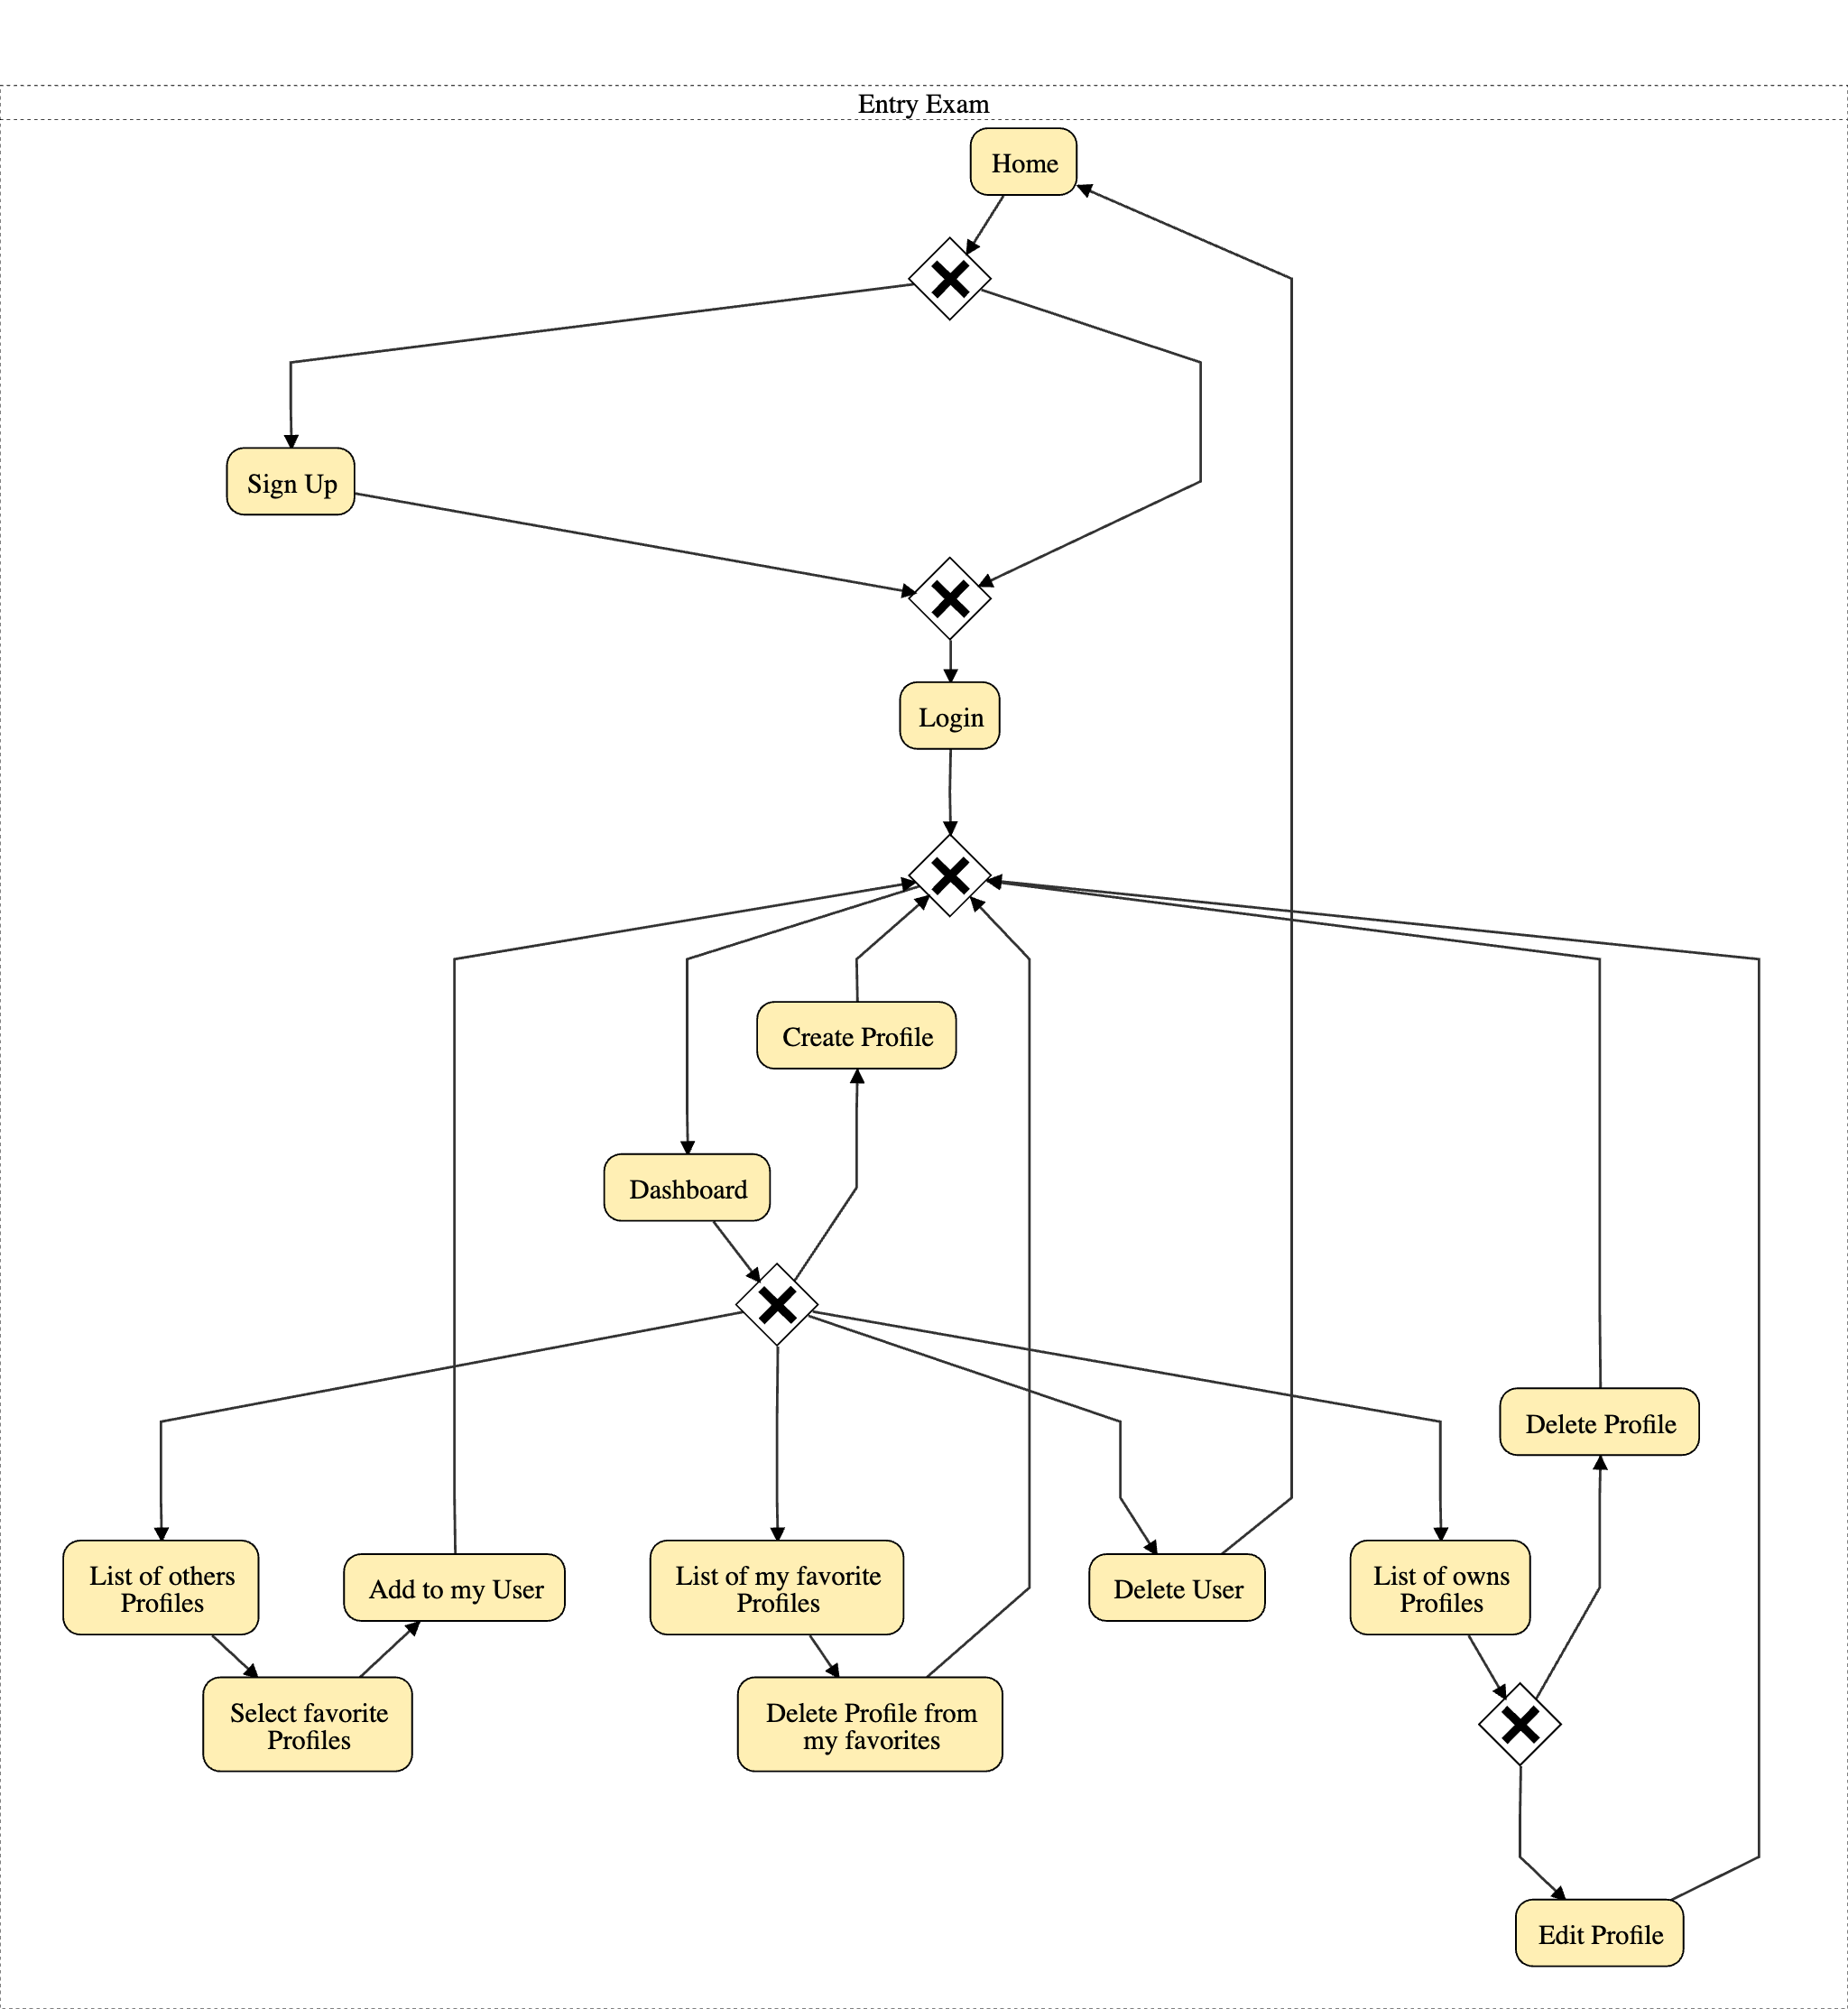 Entry Exam
Home
Sign Up
Login
Create Profile
Dashboard
Delete Profile
List of others
Profiles
Add to my User
List of my favorite
Profiles
Delete User
List of owns
Profiles
Select favorite
Profiles
Delete Profile from
my favorites
Edit Profile